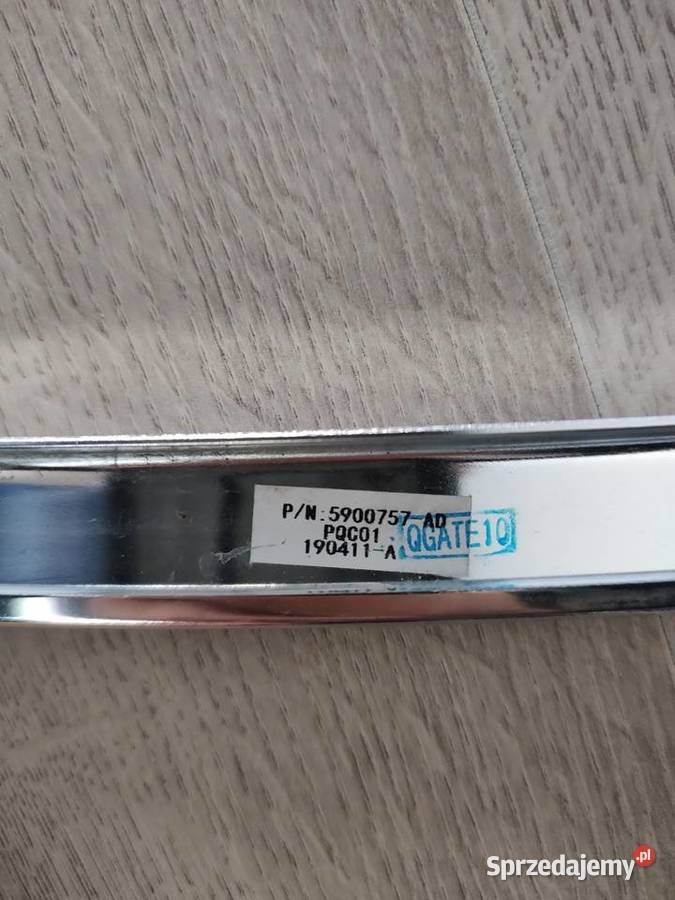 P/N:5900757 AD
PQC01
190411-A
QGATE10
Sprzedajemy.pl